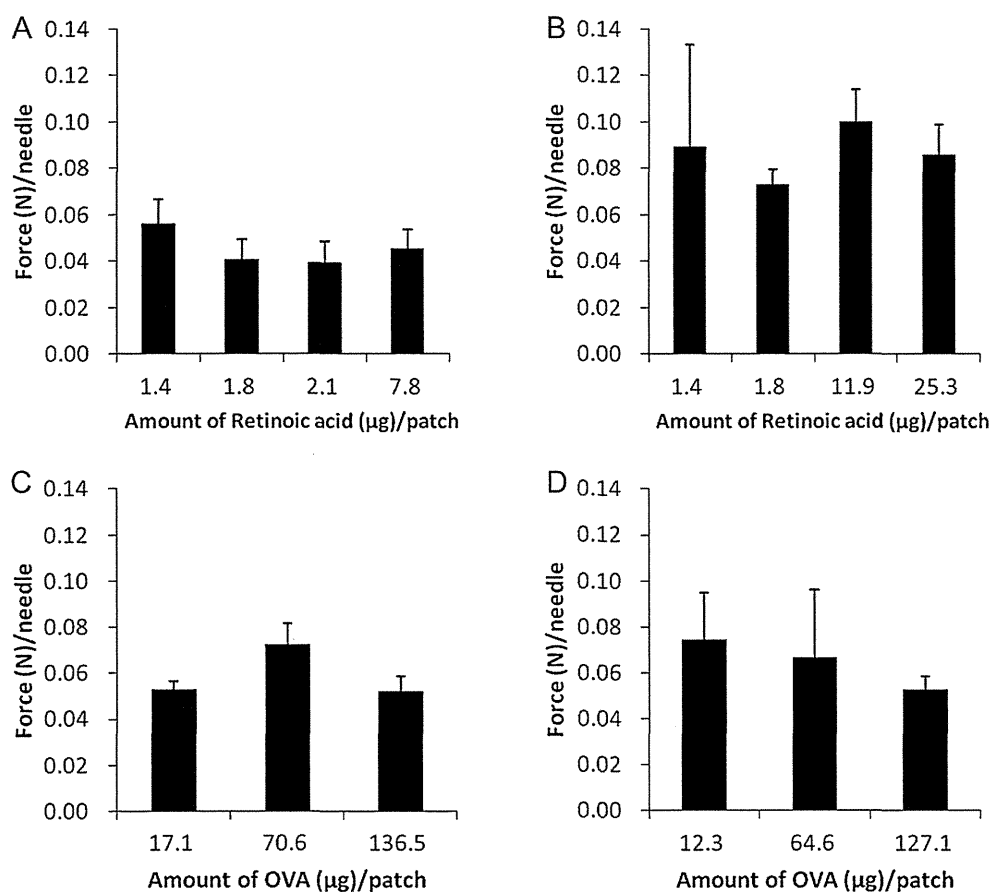 A
0.14
0.12
0.10
0.08
0.06
0.04
0.02
0.00
Force (N)/needle
1.4 1.8 2.1 7.8
Amount of Retinoic acid (µg)/patch
B
0.14
0.12
0.10
0.08
0.06
0.04
0.02
0.00
Force (N)/needle
1.4 1.8 11.9 25.3
Amount of Retinoic acid (µg)/patch
C
0.14
0.12
0.10
0.08
0.06
0.04
0.02
0.00
Force (N)/needle
17.1 70.6 136.5
Amount of OVA (µg)/patch
D
0.14
0.12
0.10
0.08
0.06
0.04
0.02
0.00
Force (N)/needle
12.3 64.6 127.1
Amount of OVA (µg)/patch